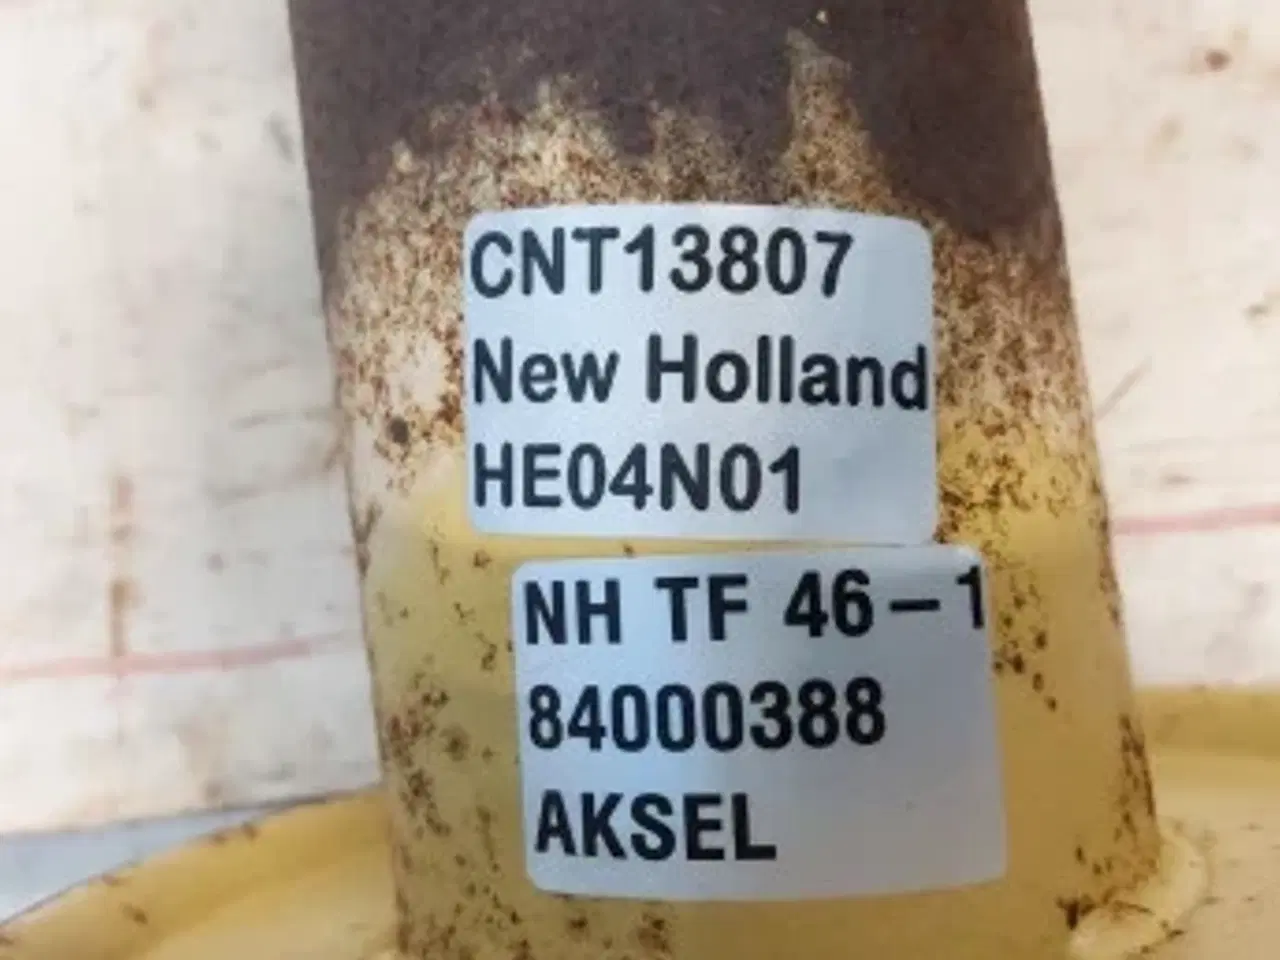 CNT13807
New Holland
HE04N01
NH TF 46-1
84000388
AKSEL